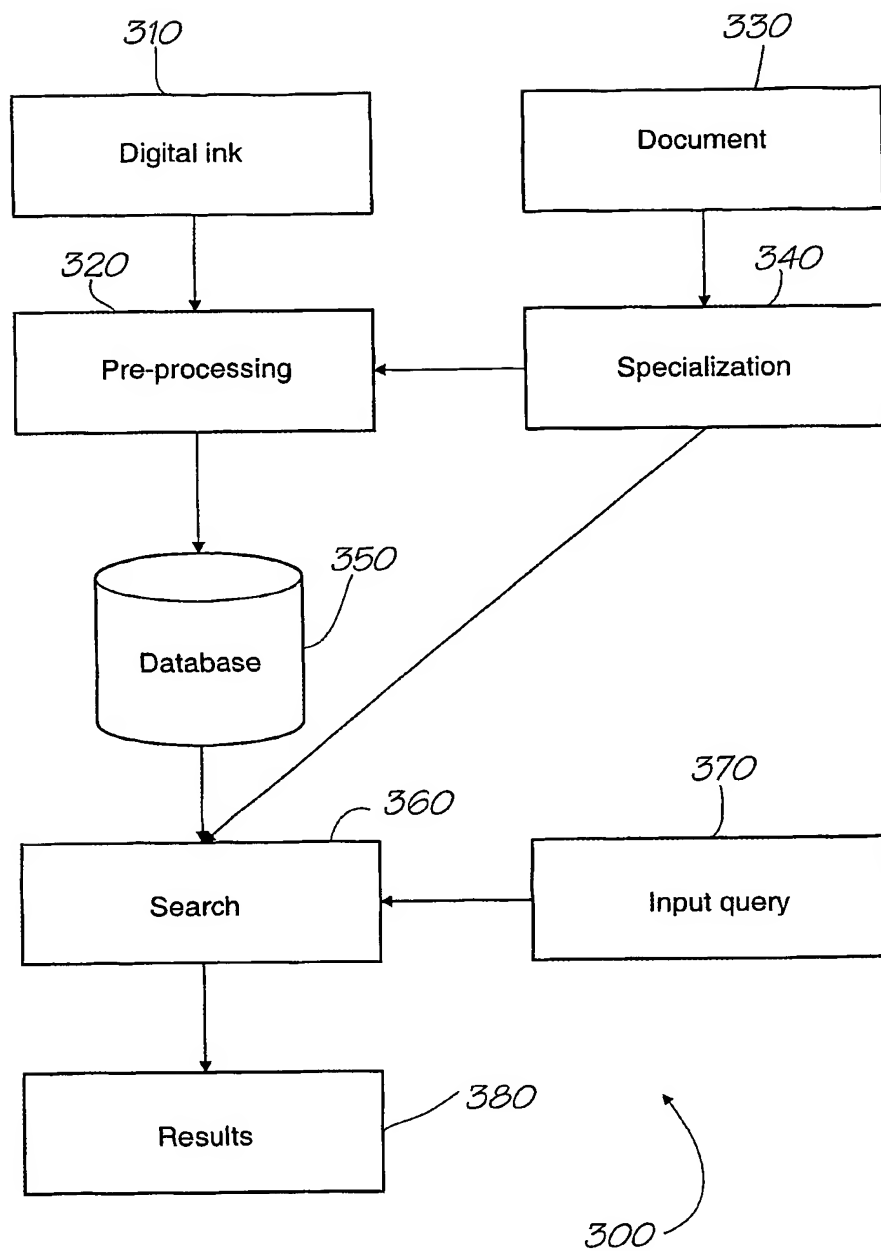 310
330
Digital ink
Document
320
340
Pre-processing
Specialization
350
Database
360
370
Search
Input query
380
Results
300